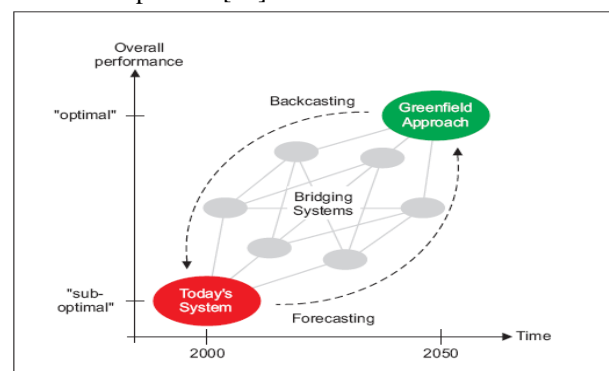 Overall
performance
"optimal"
Backcasting
Greenfield
Approach
Bridging
Systems
"sub-
optimal"
Today's
System
Forecasting
Time
2000
2050